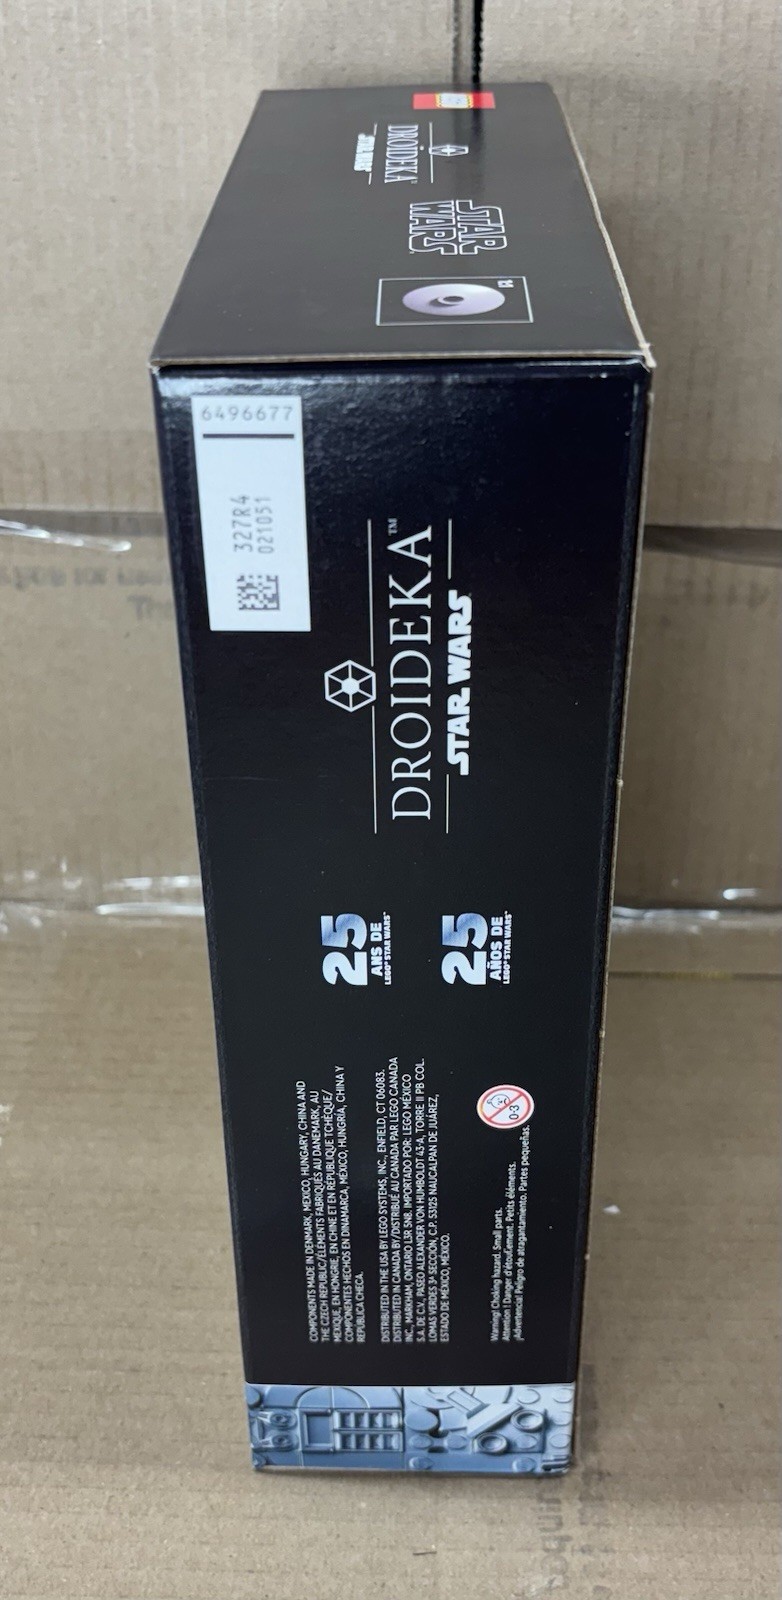 STAR WARS
DROIDEKA™
STAR
WARS
1:1
6496677
327R4
021051
DROIDEKA™
STAR WARS
25
ANS DE
LEGO® STAR WARS™
25
AÑOS DE
LEGO® STAR WARS™
COMPONENTS MADE IN DENMARK, MEXICO, HUNGARY, CHINA AND
THE CZECH REPUBLIC/ÉLÉMENTS FABRIQUÉS AU DANEMARK, AU
MEXIQUE, EN HONGRIE, EN CHINE ET EN RÉPUBLIQUE TCHÈQUE/
COMPONENTES HECHOS EN DINAMARCA, MÉXICO, HUNGRÍA, CHINA Y
REPÚBLICA CHECA.
DISTRIBUTED IN THE USA BY LEGO SYSTEMS, INC., ENFIELD, CT 06083.
DISTRIBUTED IN CANADA BY/DISTRIBUÉ AU CANADA PAR LEGO CANADA
INC., MARKHAM, ONTARIO L3R 5N8. IMPORTADO POR: LEGO MÉXICO
S.A. DE C.V., PASEO ALEXANDER VON HUMBOLDT 43-A, TORRE II PB COL.
LOMAS VERDES 3ª SECCIÓN, C.P. 53125 NAUCALPAN DE JUÁREZ,
ESTADO DE MÉXICO, MÉXICO.
0-3
Warning! Choking hazard. Small parts.
Attention ! Danger d'étouffement. Petits éléments.
¡Advertencia! Peligro de atragantamiento. Partes pequeñas.